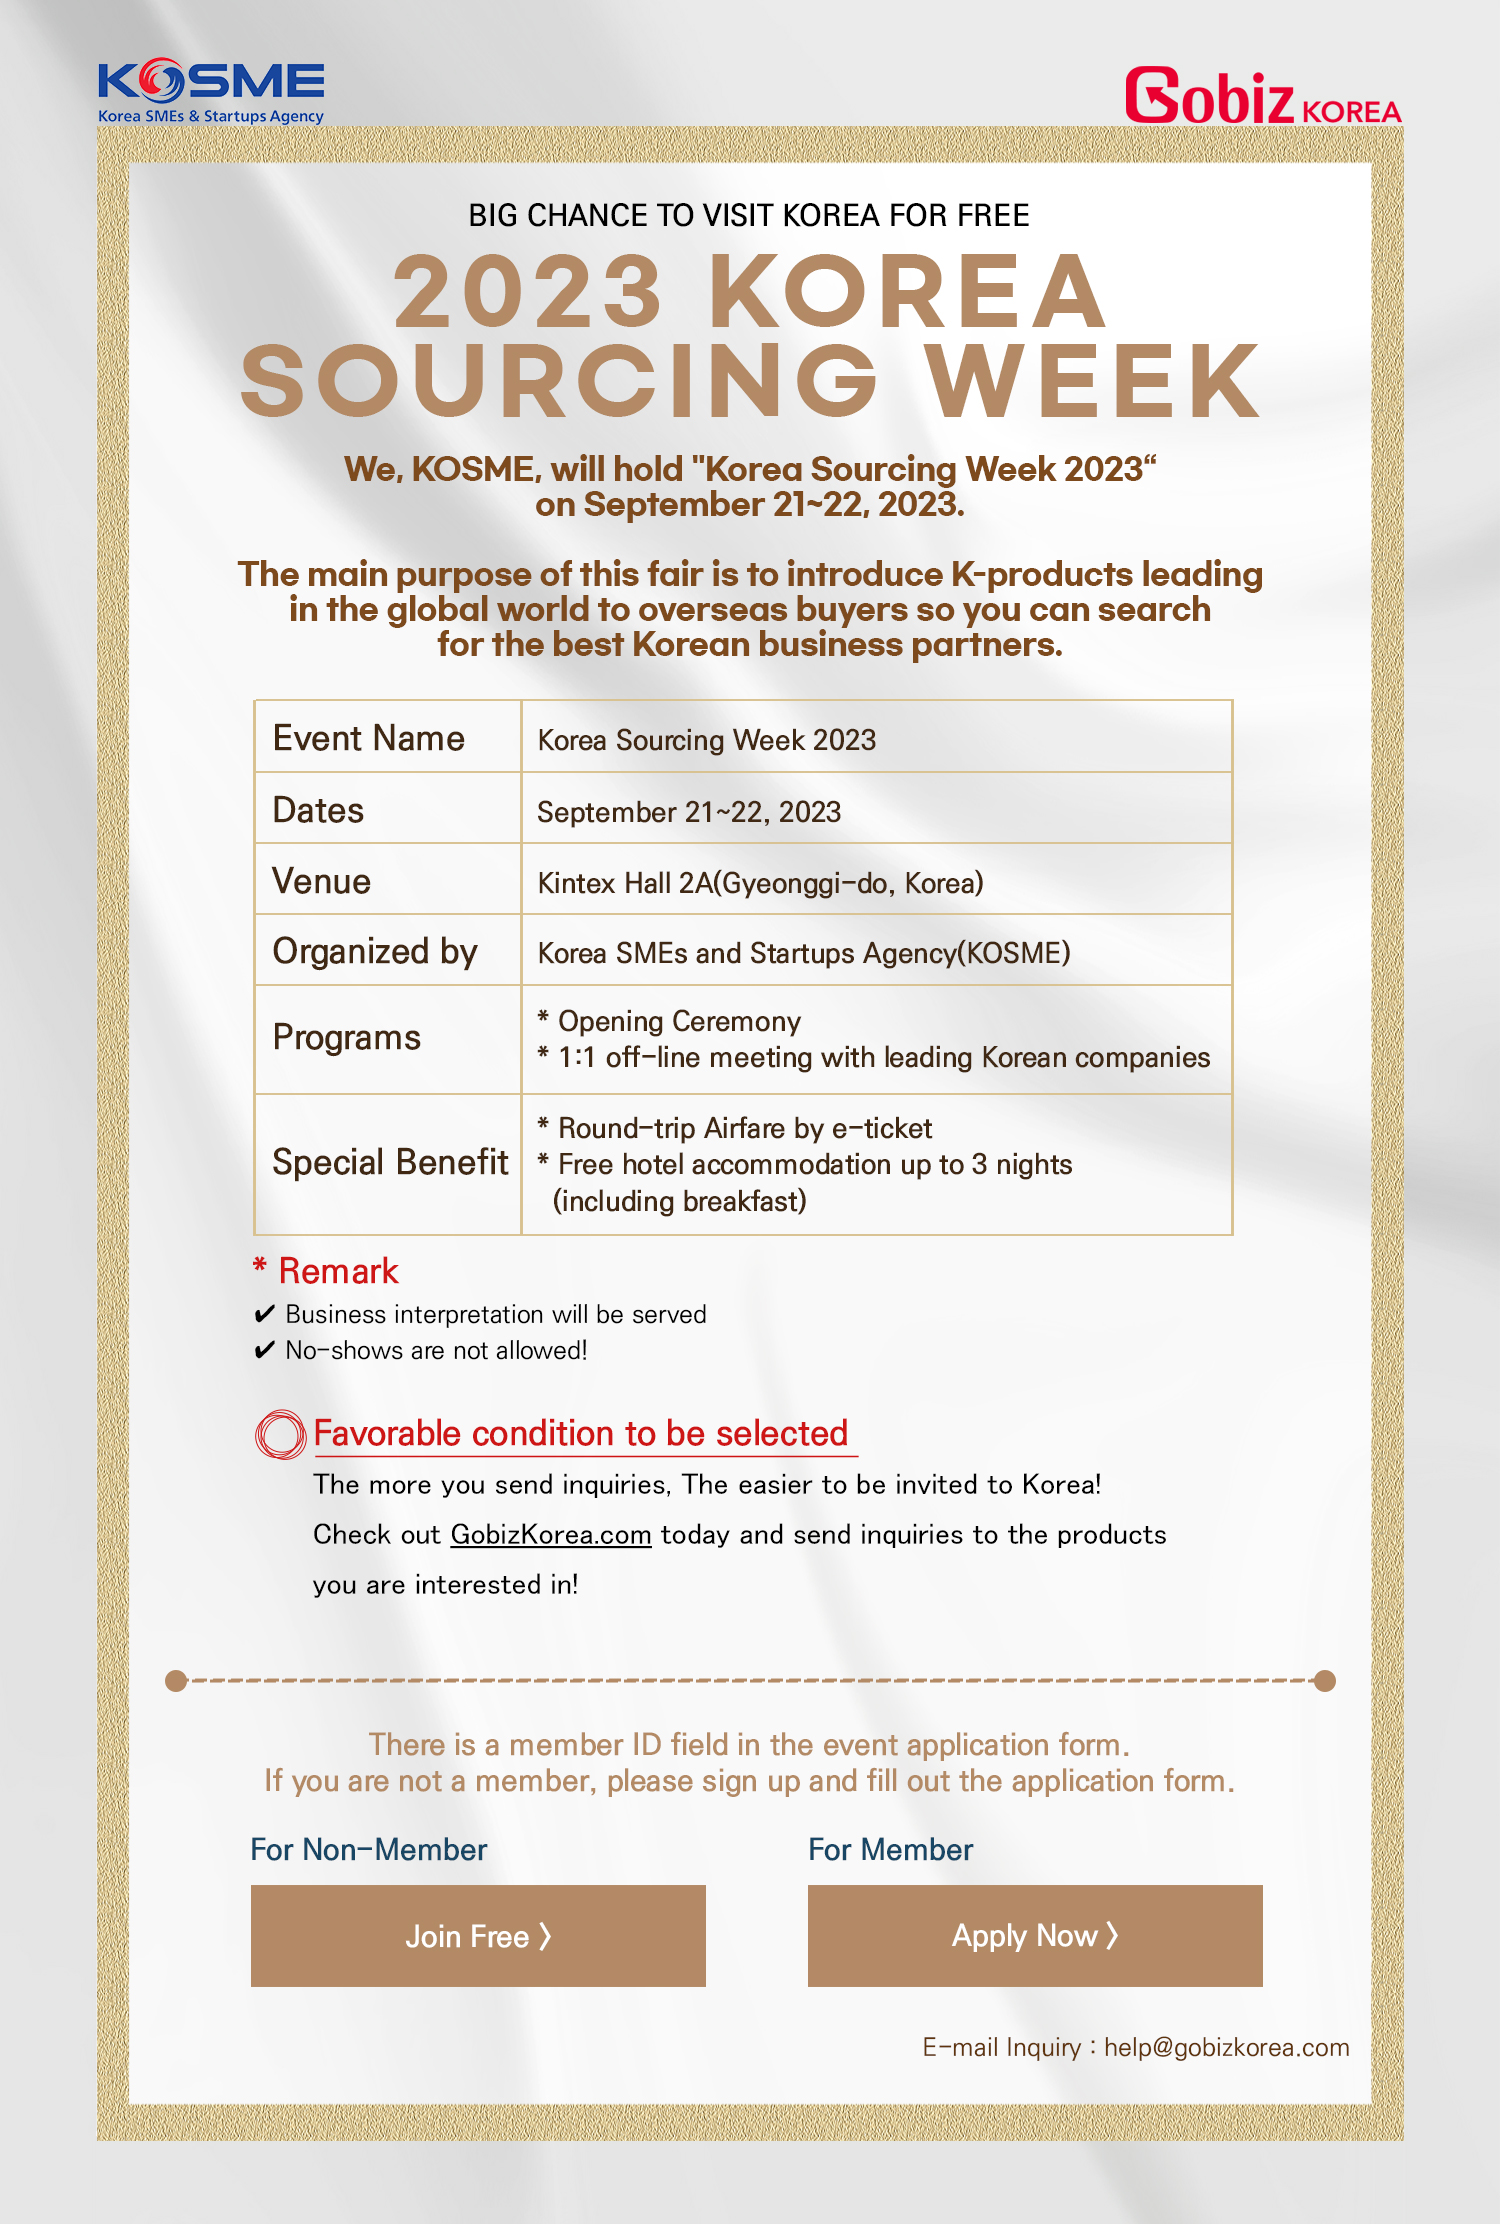 KOSME
Korea SMEs & Startups Agency
Gobiz KOREA
BIG CHANCE TO VISIT KOREA FOR FREE
2023 KOREA
SOURCING WEEK
We, KOSME, will hold "Korea Sourcing Week 2023“
on September 21~22, 2023.
The main purpose of this fair is to introduce K-products leading
in the global world to overseas buyers so you can search
for the best Korean business partners.
Event Name
Korea Sourcing Week 2023
Dates
September 21~22, 2023
Venue
Kintex Hall 2A(Gyeonggi-do, Korea)
Organized by
Korea SMEs and Startups Agency(KOSME)
Programs
* Opening Ceremony
* 1:1 off-line meeting with leading Korean companies
Special Benefit
* Round-trip Airfare by e-ticket
* Free hotel accommodation up to 3 nights
(including breakfast)
* Remark
✔ Business interpretation will be served
✔ No-shows are not allowed!
Favorable condition to be selected
The more you send inquiries, The easier to be invited to Korea!
Check out GobizKorea.com today and send inquiries to the products
you are interested in!
There is a member ID field in the event application form.
If you are not a member, please sign up and fill out the application form.
For Non-Member
Join Free 〉
For Member
Apply Now 〉
E-mail Inquiry : help@gobizkorea.com